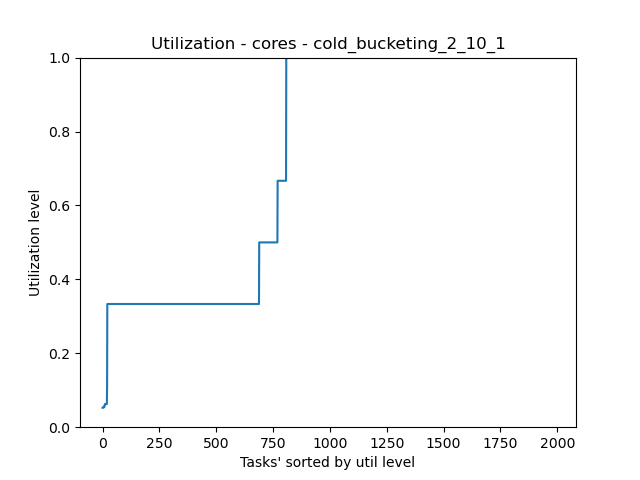 Utilization - cores - cold_bucketing_2_10_1
1.0
0.8
0.6
0.4
0.2
0.0
Utilization level
0 250 500 750 1000 1250 1500 1750 2000
Tasks' sorted by util level